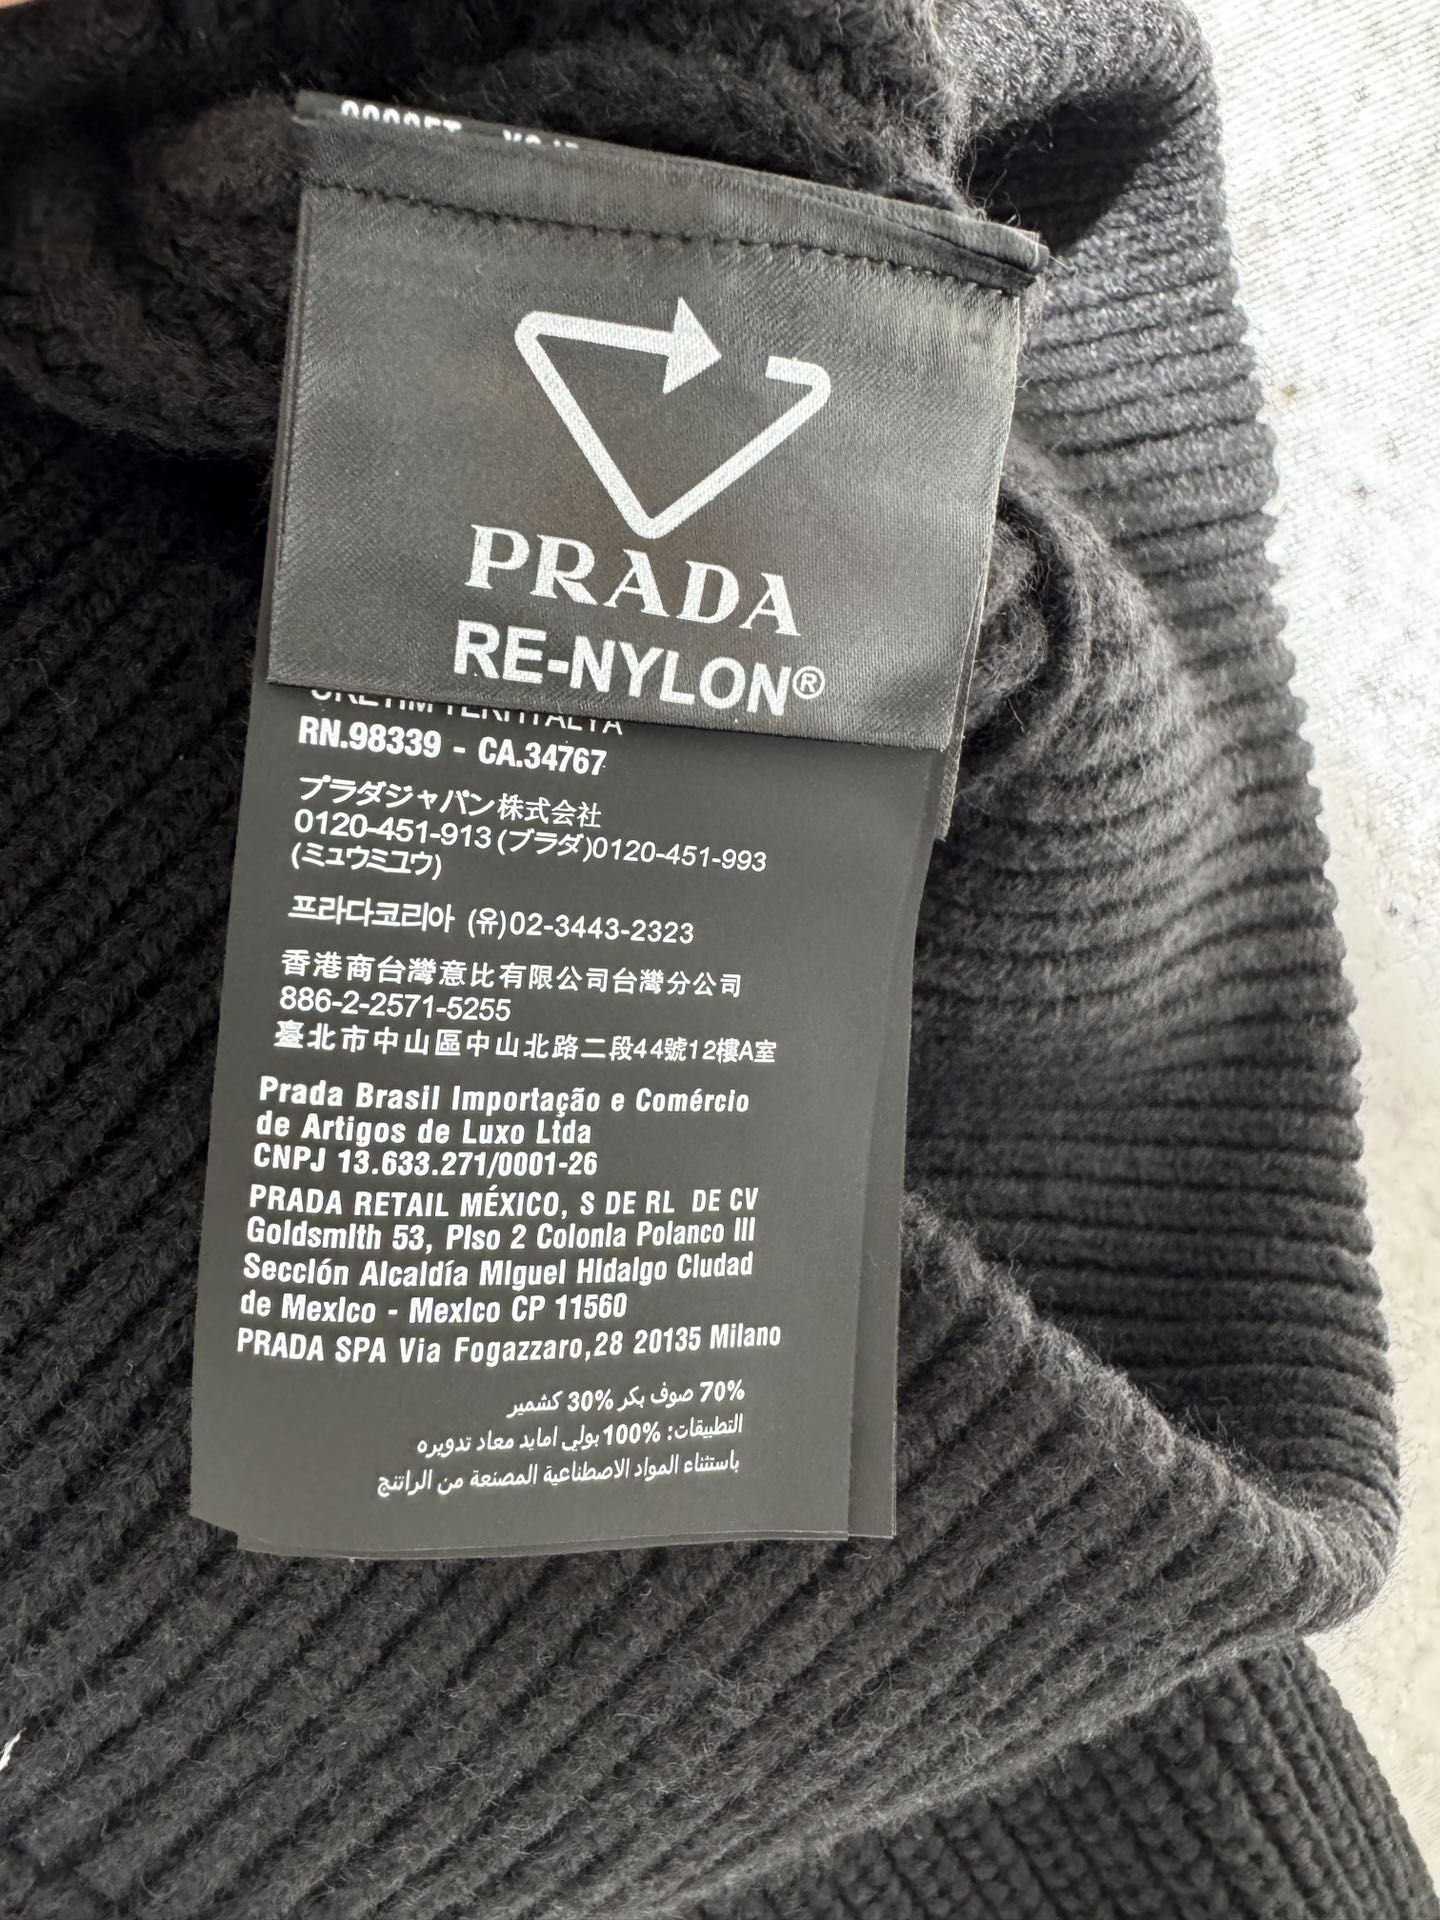 PRADA
RE-NYLON®
RN.98339 - CA.34767
プラダジャパン株式会社
0120-451-913(プラダ)0120-451-993
(ミュウミュウ)
프라다코리아 (유)02-3443-2323
香港商台灣意比有限公司台灣分公司
886-2-2571-5255
臺北市中山區中山北路二段44號12樓A室
Prada Brasil Importação e Comércio
de Artigos de Luxo Ltda
CNPJ 13.633.271/0001-26
PRADA RETAIL MÉXICO, S DE RL DE CV
Goldsmith 53, Piso 2 Colonia Polanco III
Sección Alcaldía Miguel Hidalgo Ciudad
de Mexico - Mexico CP 11560
PRADA SPA Via Fogazzaro,28 20135 Milano
70% صوف بكر 30% كشمير
التطبيقات: 100% بولي امايد معاد تدويره
باستثناء المواد الاصطناعية المصنعة من الراتنج